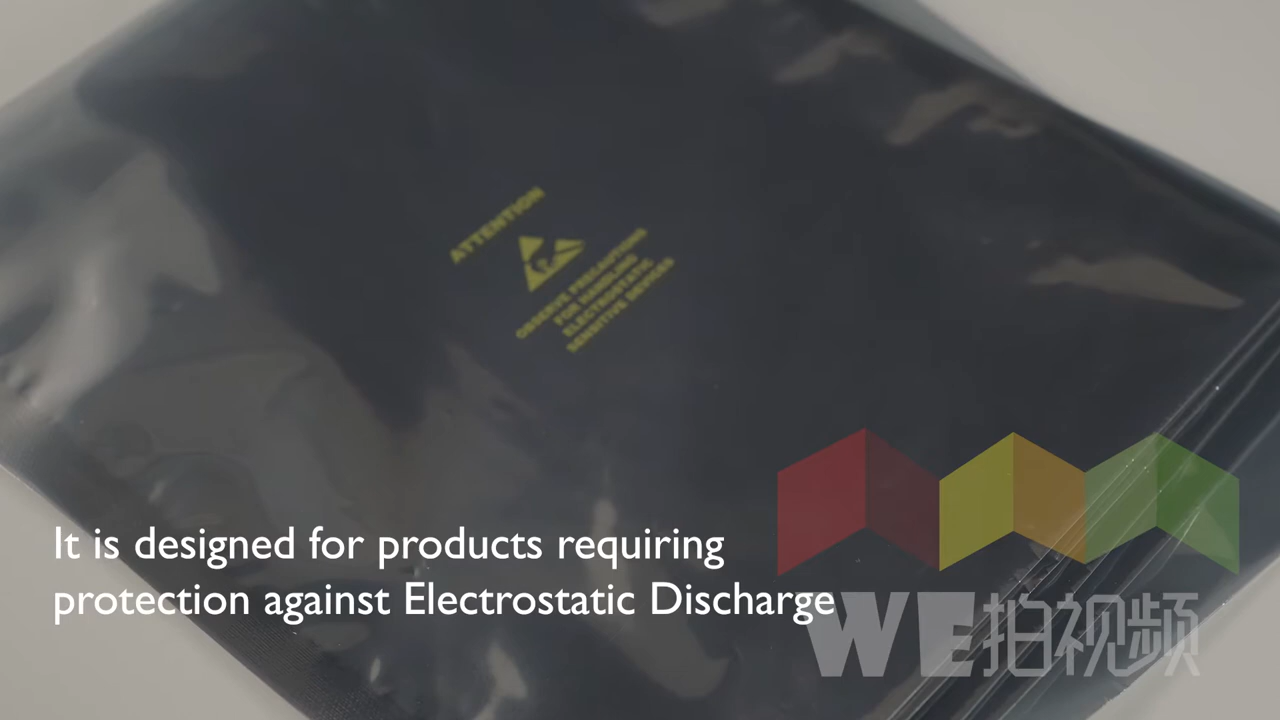 ATTENTION
OBSERVE PRECAUTIONS
FOR HANDLING
ELECTROSTATIC
SENSITIVE DEVICES
It is designed for products requiring
protection against Electrostatic Discharge
WE拍视频